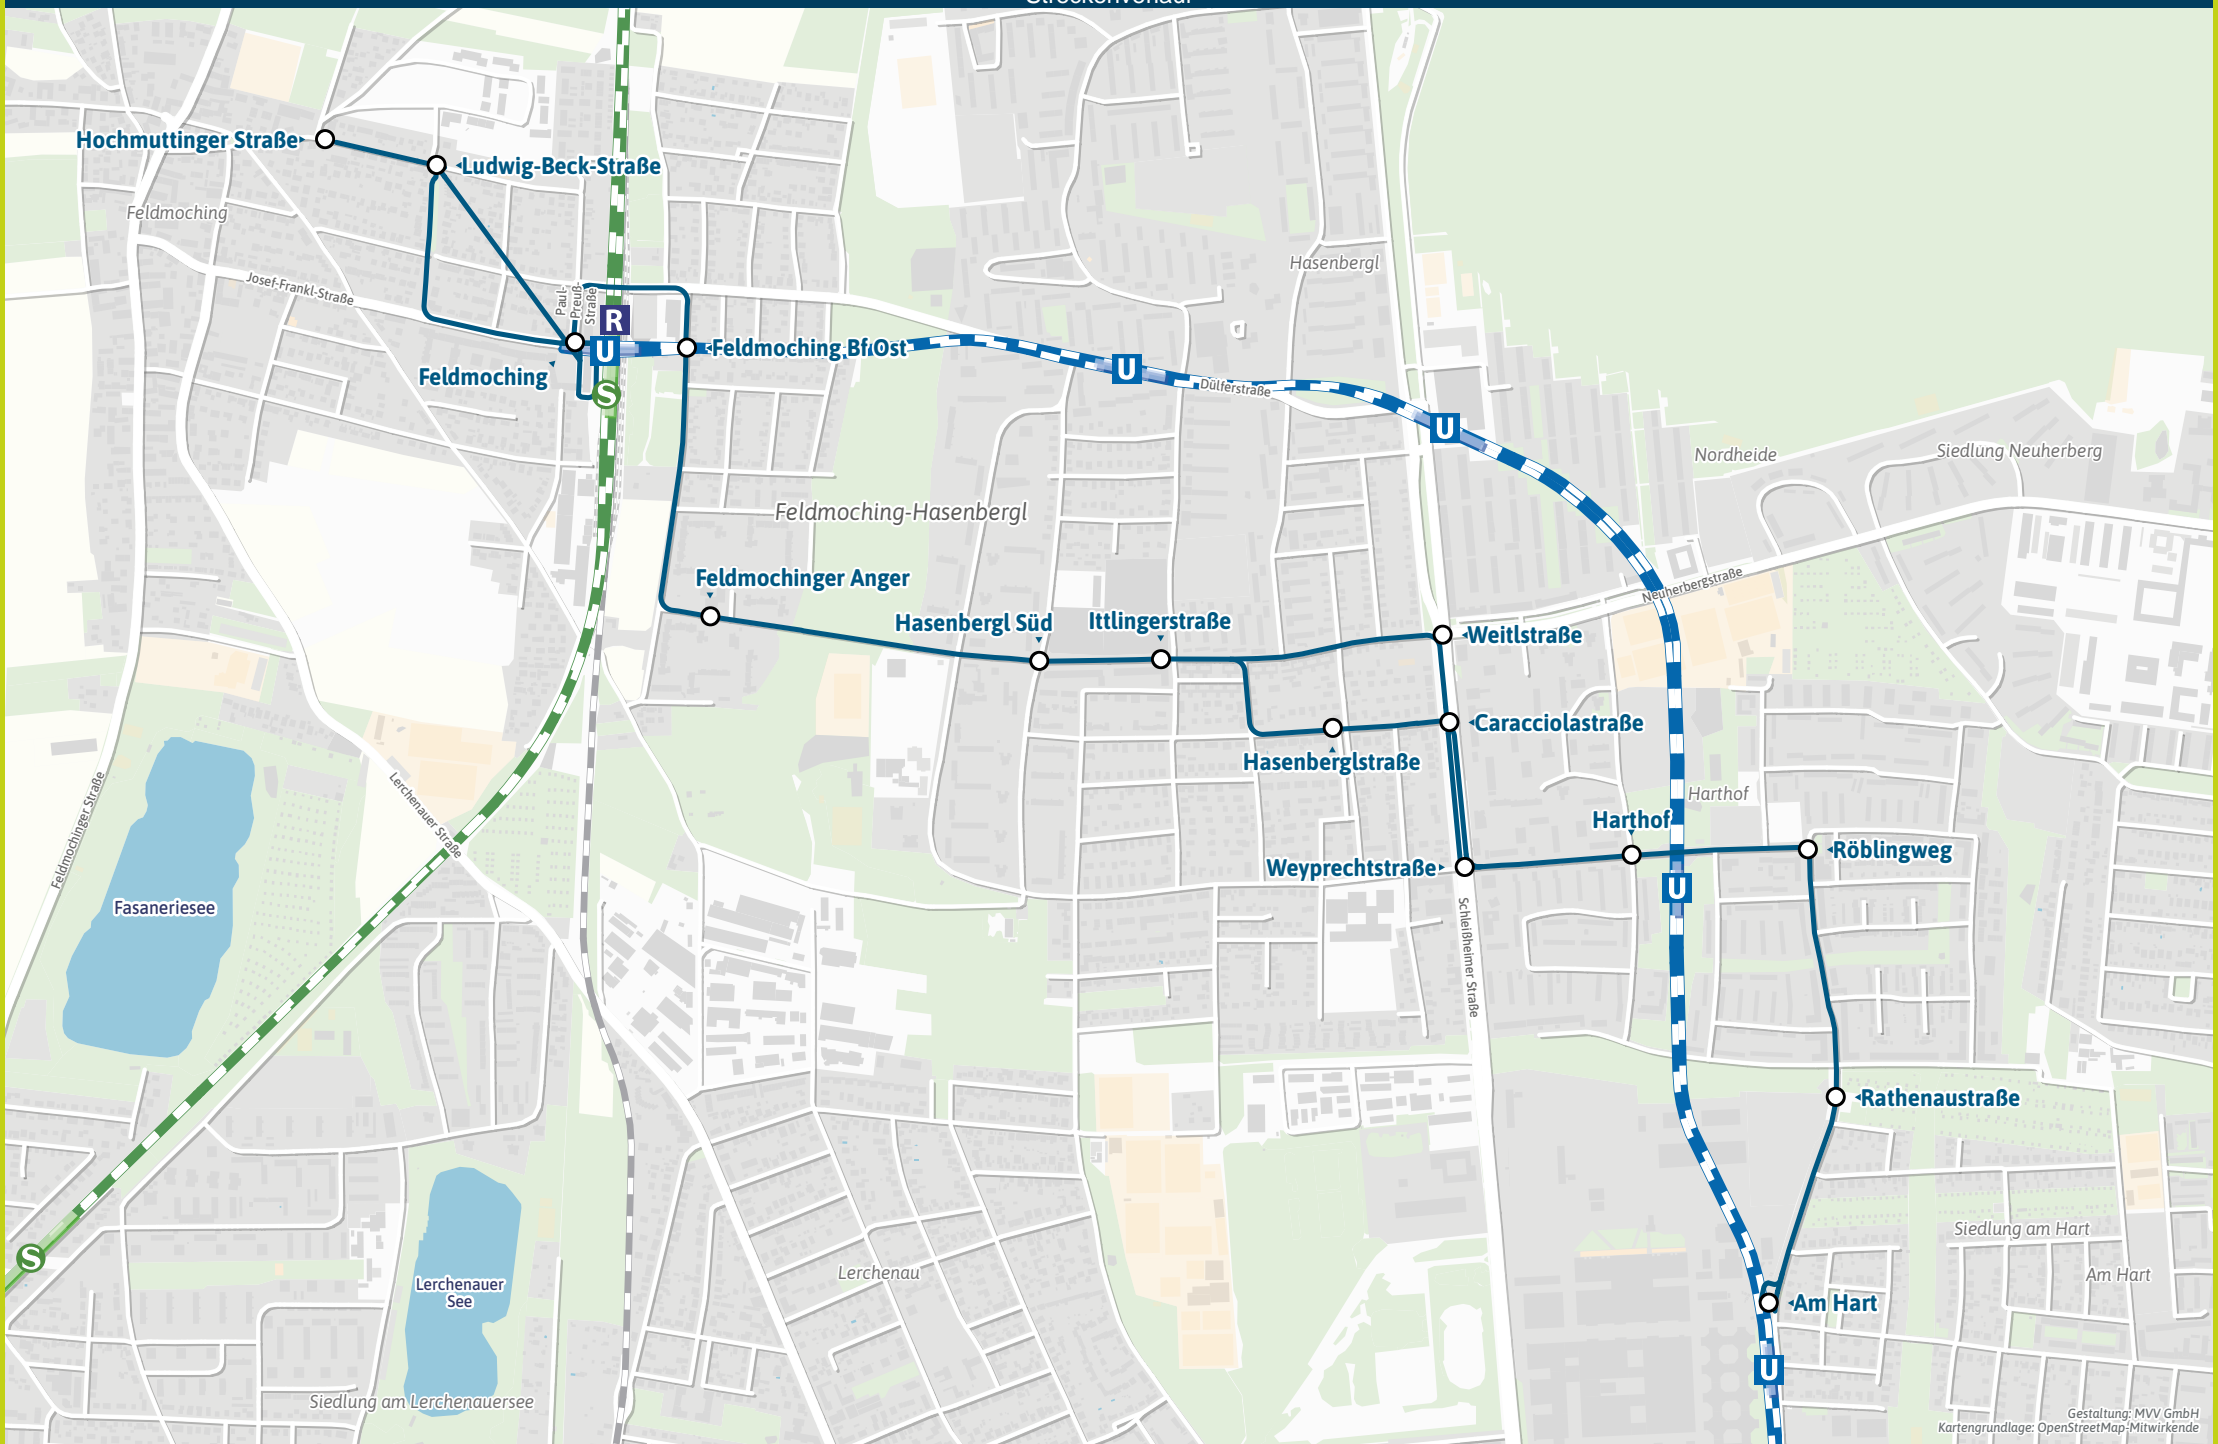 Streckenverlauf
Hochmuttinger Straße
Ludwig-Beck-Straße
Feldmoching
Josef-Frankl-Straße
Paul-
Preuß-
Straße
R
U
S
Feldmoching Bf. Ost
Feldmoching
Hasenbergl
U
Dülferstraße
U
Nordheide
Siedlung Neuherberg
Feldmoching-Hasenbergl
Neuherbergstraße
Feldmochinger Anger
Hasenbergl Süd
Ittlingerstraße
Weitlstraße
Caracciolastraße
Hasenberglstraße
Harthof
Harthof
Röblingweg
Weyprechtstraße
U
Feldmochinger Straße
Lerchenauer Straße
Schleißheimer Straße
Fasaneriesee
Rathenaustraße
S
Lerchenauer
See
Lerchenau
Siedlung am Hart
Am Hart
Am Hart
U
Siedlung am Lerchenauersee
Gestaltung: MVV GmbH
Kartengrundlage: OpenStreetMap-Mitwirkende